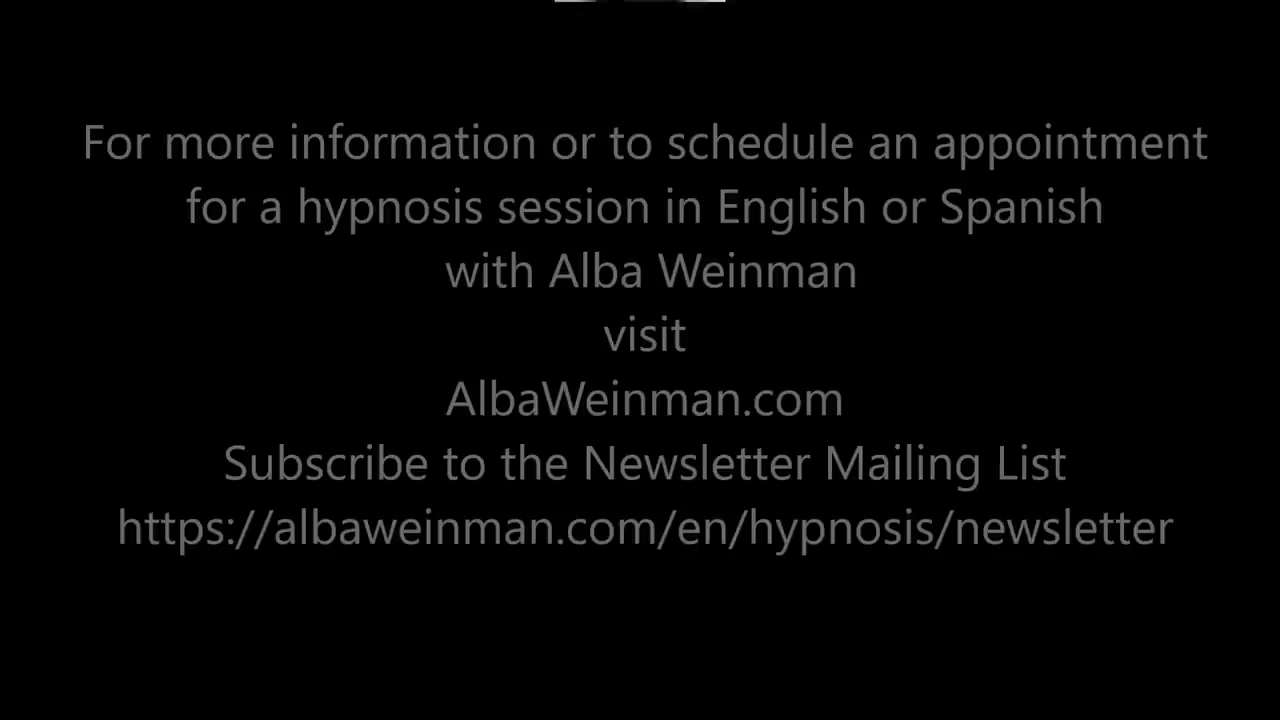 For more information or to schedule an appointment
for a hypnosis session in English or Spanish
with Alba Weinman
visit
AlbaWeinman.com
Subscribe to the Newsletter Mailing List
https://albaweinman.com/en/hypnosis/newsletter